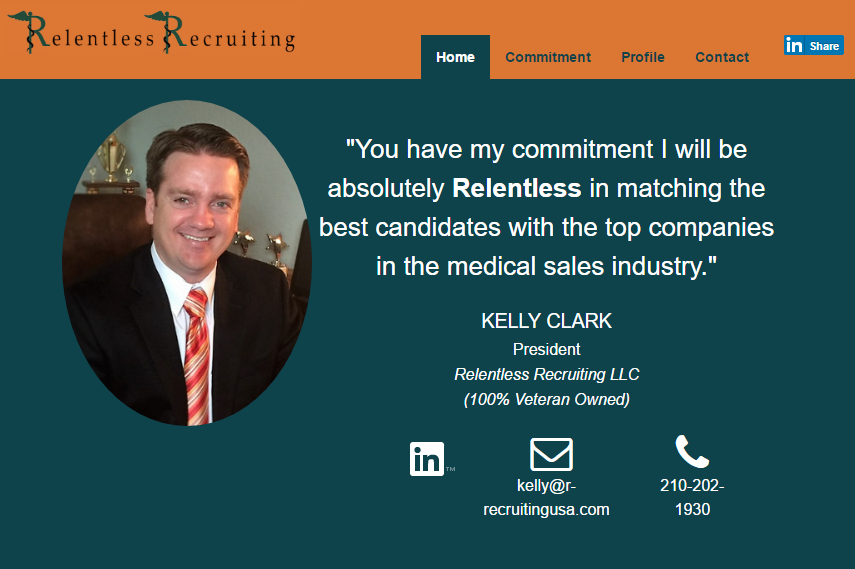 Relentless Recruiting
Home Commitment Profile Contact
in Share
"You have my commitment I will be
absolutely Relentless in matching the
best candidates with the top companies
in the medical sales industry."
KELLY CLARK
President
Relentless Recruiting LLC
(100% Veteran Owned)
in™
kelly@r-
recruitingusa.com
210-202-
1930